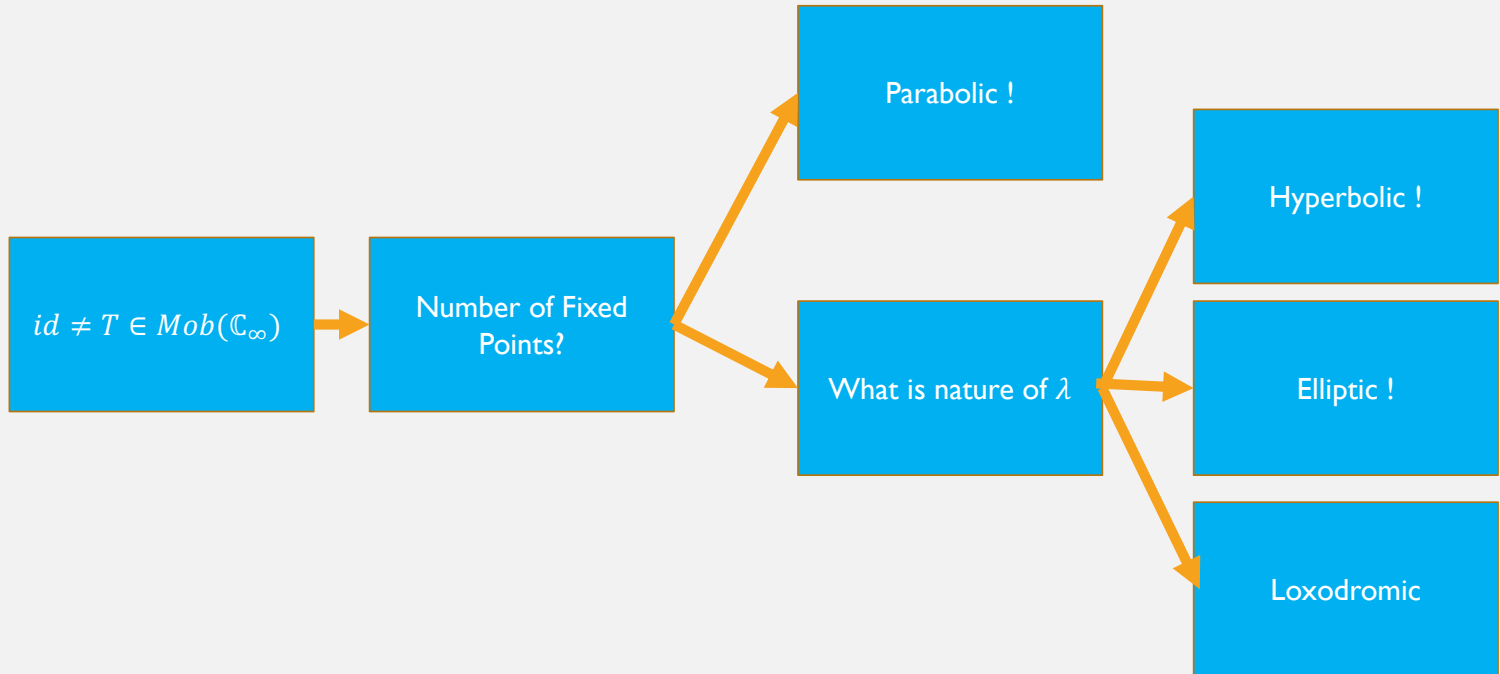 id ≠ T ∈ Mob(ℂ∞)
Number of Fixed
Points?
Parabolic !
What is nature of λ
Hyperbolic !
Elliptic !
Loxodromic